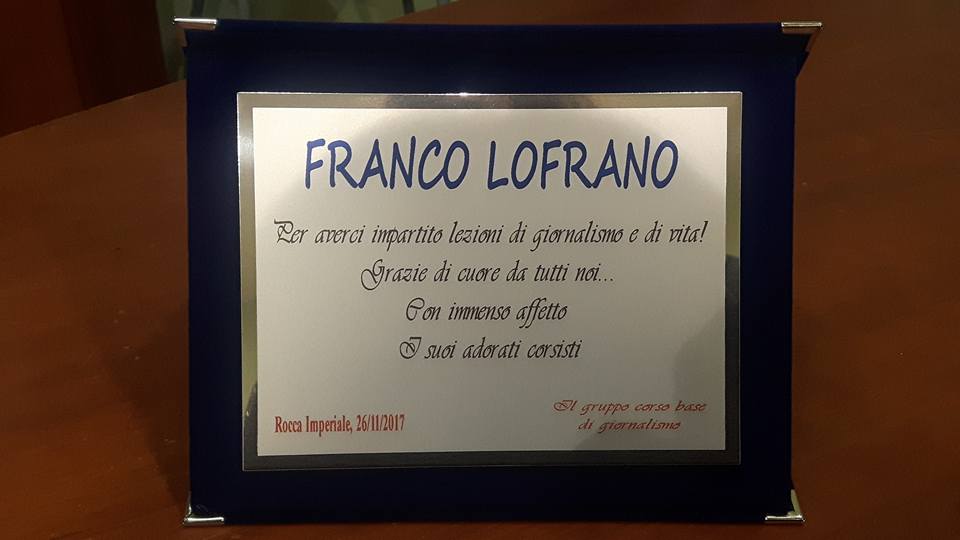 FRANCO LOFRANO
Per averci impartito lezioni di giornalismo e di vita!
Grazie di cuore da tutti noi...
Con immenso affetto
I suoi adorati corsisti
Rocca Imperiale, 26/11/2017
Il gruppo corso base
di giornalismo